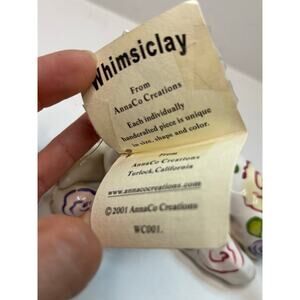 Whimsiclay
From
AnnaCo Creations
Each individually
handcrafted piece is unique
in size, shape and color.
From
AnnaCo Creations
Turlock, California
www.annacocreations.com
©2001 AnnaCo Creations
WC001.